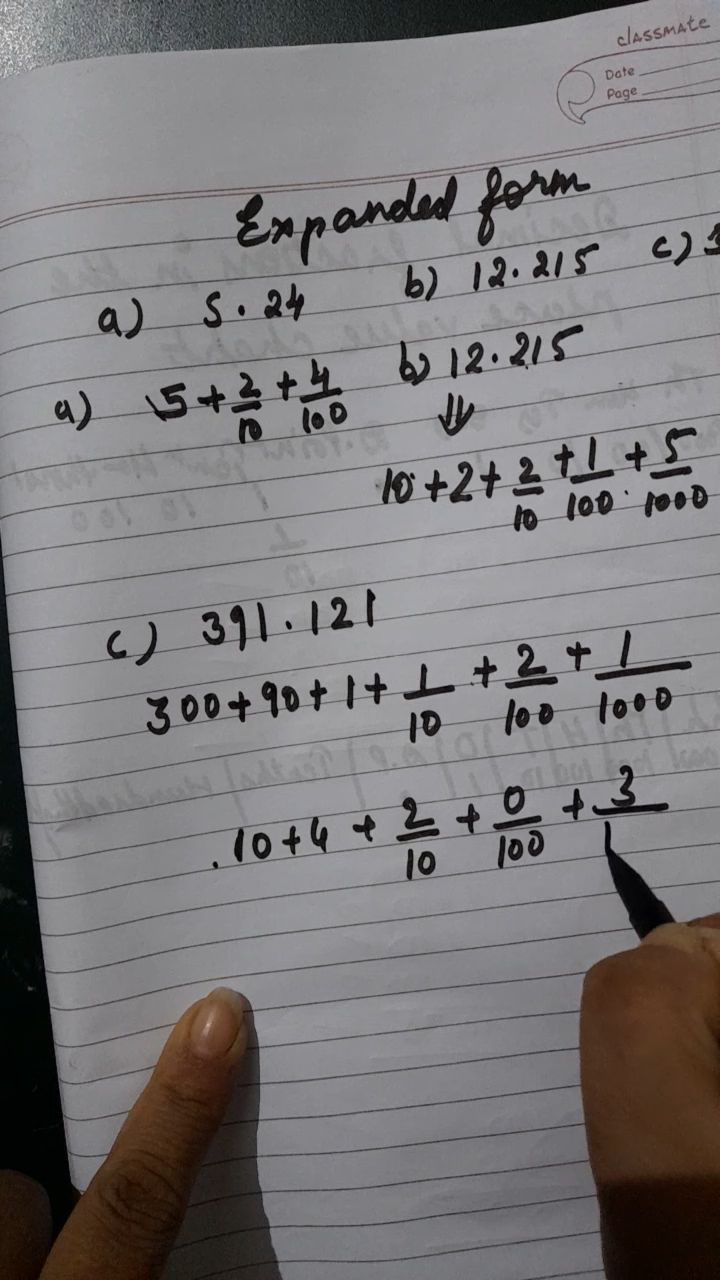 classmate
Date
Page
Expanded form
a) 5.24 b) 12.215 c) 3
a) 5 + 2/10 + 4/100 b) 12.215
⇓
10 + 2 + 2/10 + 1/100 + 5/1000
c) 391.121
300 + 90 + 1 + 1/10 + 2/100 + 1/1000
.10 + 4 + 2/10 + 0/100 + 3/1